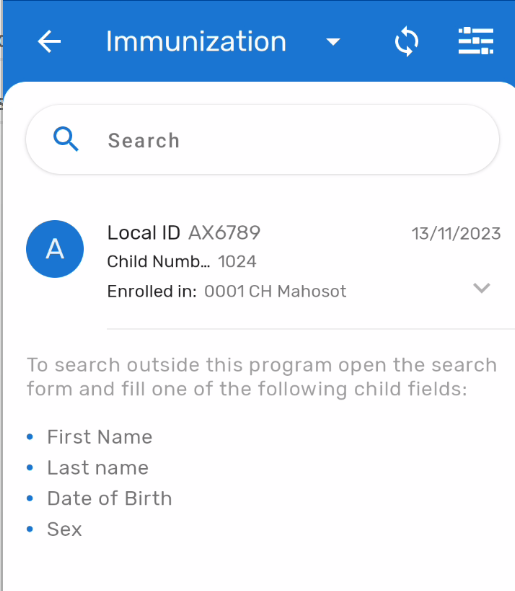 Immunization
Search
A
Local ID AX6789 13/11/2023
Child Numb... 1024
Enrolled in: 0001 CH Mahosot
To search outside this program open the search
form and fill one of the following child fields:
• First Name
• Last name
• Date of Birth
• Sex